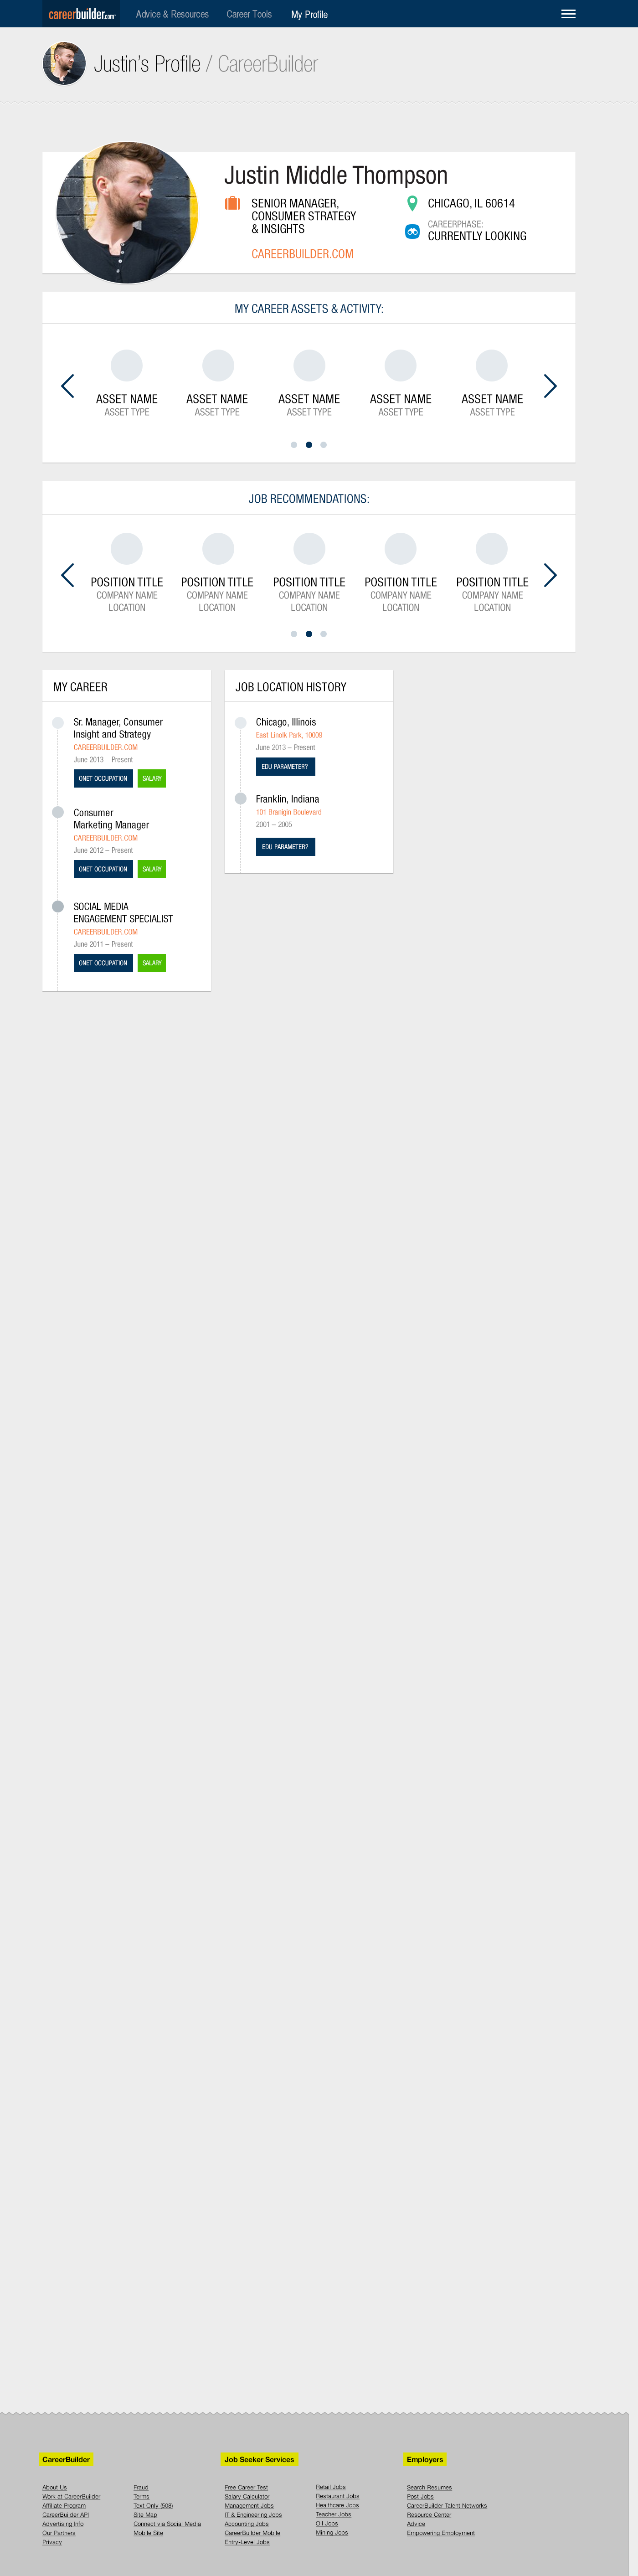 careerbuilder.com
Advice & Resources
Career Tools
My Profile
Justin's Profile / CareerBuilder
Justin Middle Thompson
SENIOR MANAGER,
CONSUMER STRATEGY
& INSIGHTS
CAREERBUILDER.COM
CHICAGO, IL 60614
CAREERPHASE:
CURRENTLY LOOKING
MY CAREER ASSETS & ACTIVITY:
ASSET NAME
ASSET TYPE
ASSET NAME
ASSET TYPE
ASSET NAME
ASSET TYPE
ASSET NAME
ASSET TYPE
ASSET NAME
ASSET TYPE
JOB RECOMMENDATIONS:
POSITION TITLE
COMPANY NAME
LOCATION
POSITION TITLE
COMPANY NAME
LOCATION
POSITION TITLE
COMPANY NAME
LOCATION
POSITION TITLE
COMPANY NAME
LOCATION
POSITION TITLE
COMPANY NAME
LOCATION
MY CAREER
Sr. Manager, Consumer
Insight and Strategy
CAREERBUILDER.COM
June 2013 – Present
ONET OCCUPATION
SALARY
Consumer
Marketing Manager
CAREERBUILDER.COM
June 2012 – Present
ONET OCCUPATION
SALARY
SOCIAL MEDIA
ENGAGEMENT SPECIALIST
CAREERBUILDER.COM
June 2011 – Present
ONET OCCUPATION
SALARY
JOB LOCATION HISTORY
Chicago, Illinois
East Linolk Park, 10009
June 2013 – Present
EDU PARAMETER?
Franklin, Indiana
101 Branigin Boulevard
2001 – 2005
EDU PARAMETER?
CareerBuilder
About Us
Work at CareerBuilder
Affiliate Program
CareerBuilder API
Advertising Info
Our Partners
Privacy
Fraud
Terms
Text Only (508)
Site Map
Connect via Social Media
Mobile Site
Job Seeker Services
Free Career Test
Salary Calculator
Management Jobs
IT & Engineering Jobs
Accounting Jobs
CareerBuilder Mobile
Entry-Level Jobs
Retail Jobs
Restaurant Jobs
Healthcare Jobs
Teacher Jobs
Oil Jobs
Mining Jobs
Employers
Search Resumes
Post Jobs
CareerBuilder Talent Networks
Resource Center
Advice
Empowering Employment